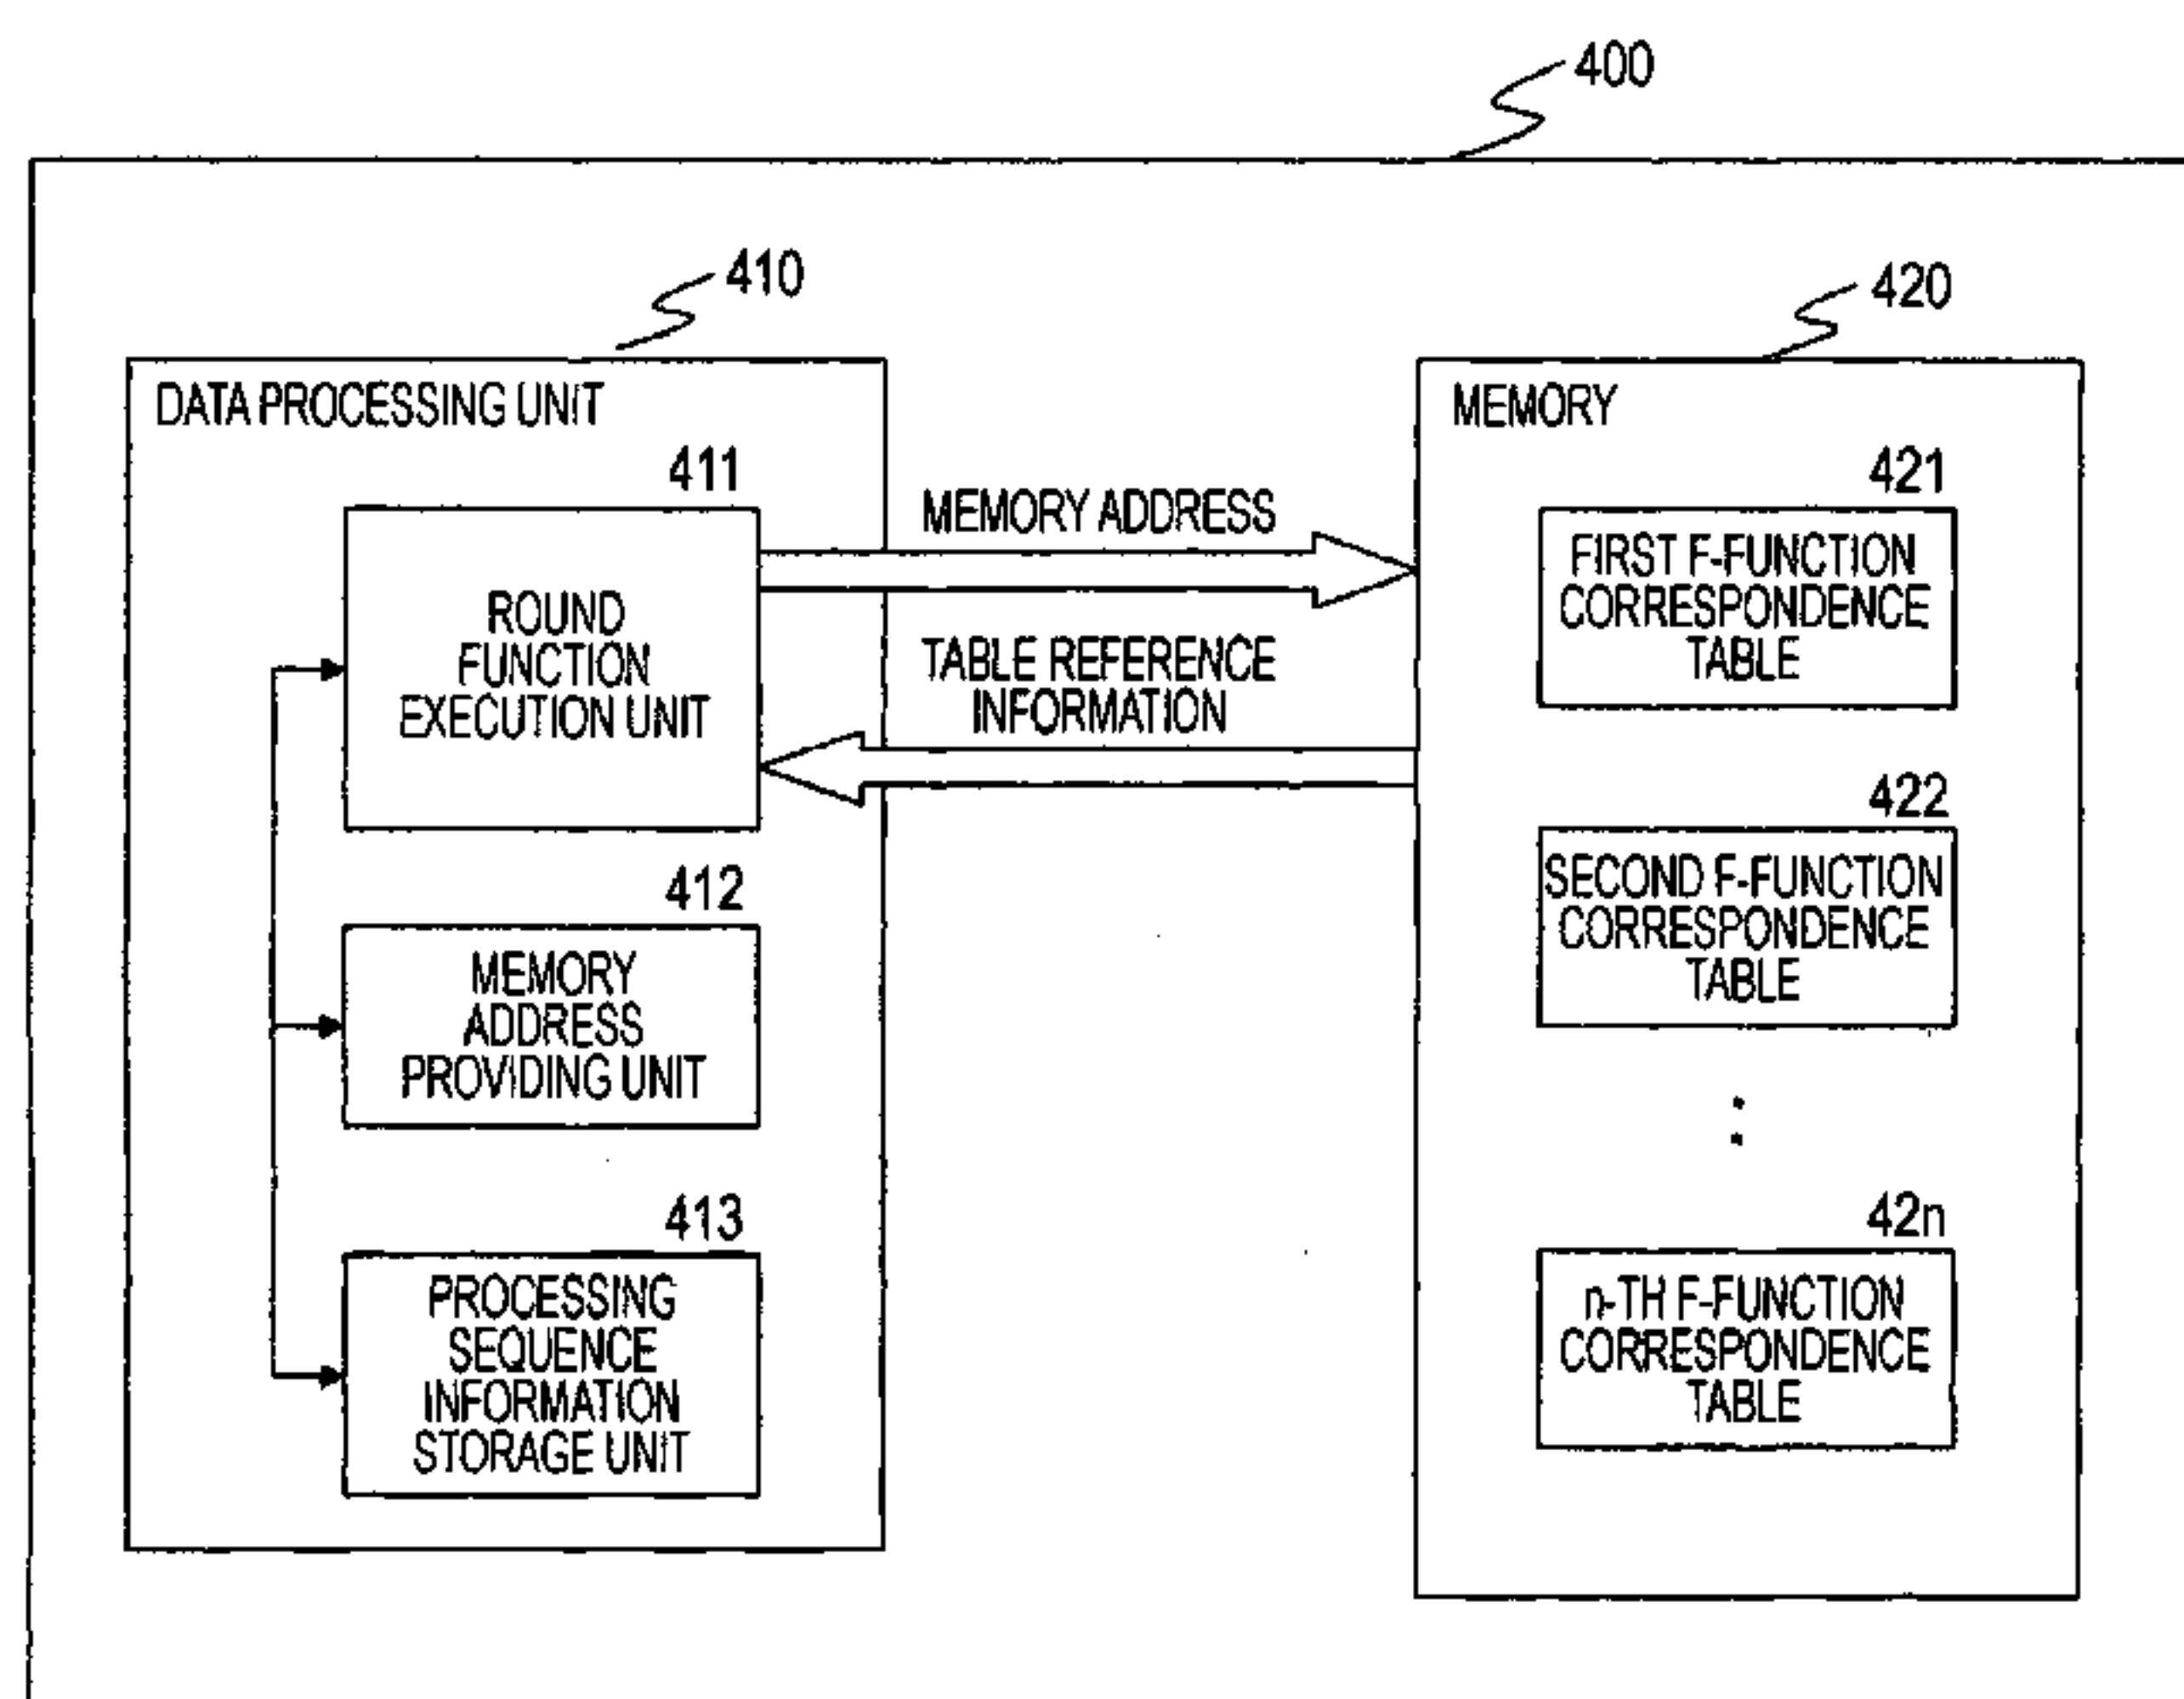 400
410
420
DATA PROCESSING UNIT
MEMORY
411
421
MEMORY ADDRESS
ROUND
FUNCTION
EXECUTION UNIT
FIRST F-FUNCTION
CORRESPONDENCE
TABLE
TABLE REFERENCE
INFORMATION
422
412
SECOND F-FUNCTION
CORRESPONDENCE
TABLE
MEMORY
ADDRESS
PROVIDING UNIT
413
42n
PROCESSING
SEQUENCE
INFORMATION
STORAGE UNIT
n-TH F-FUNCTION
CORRESPONDENCE
TABLE